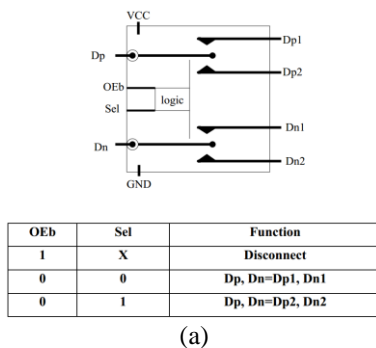 VCC
Dp
Dp1
Dp2
OEb
logic
Sel
Dn1
Dn
Dn2
GND
OEb Sel Function
1 X Disconnect
0 0 Dp, Dn=Dp1, Dn1
0 1 Dp, Dn=Dp2, Dn2
(a)